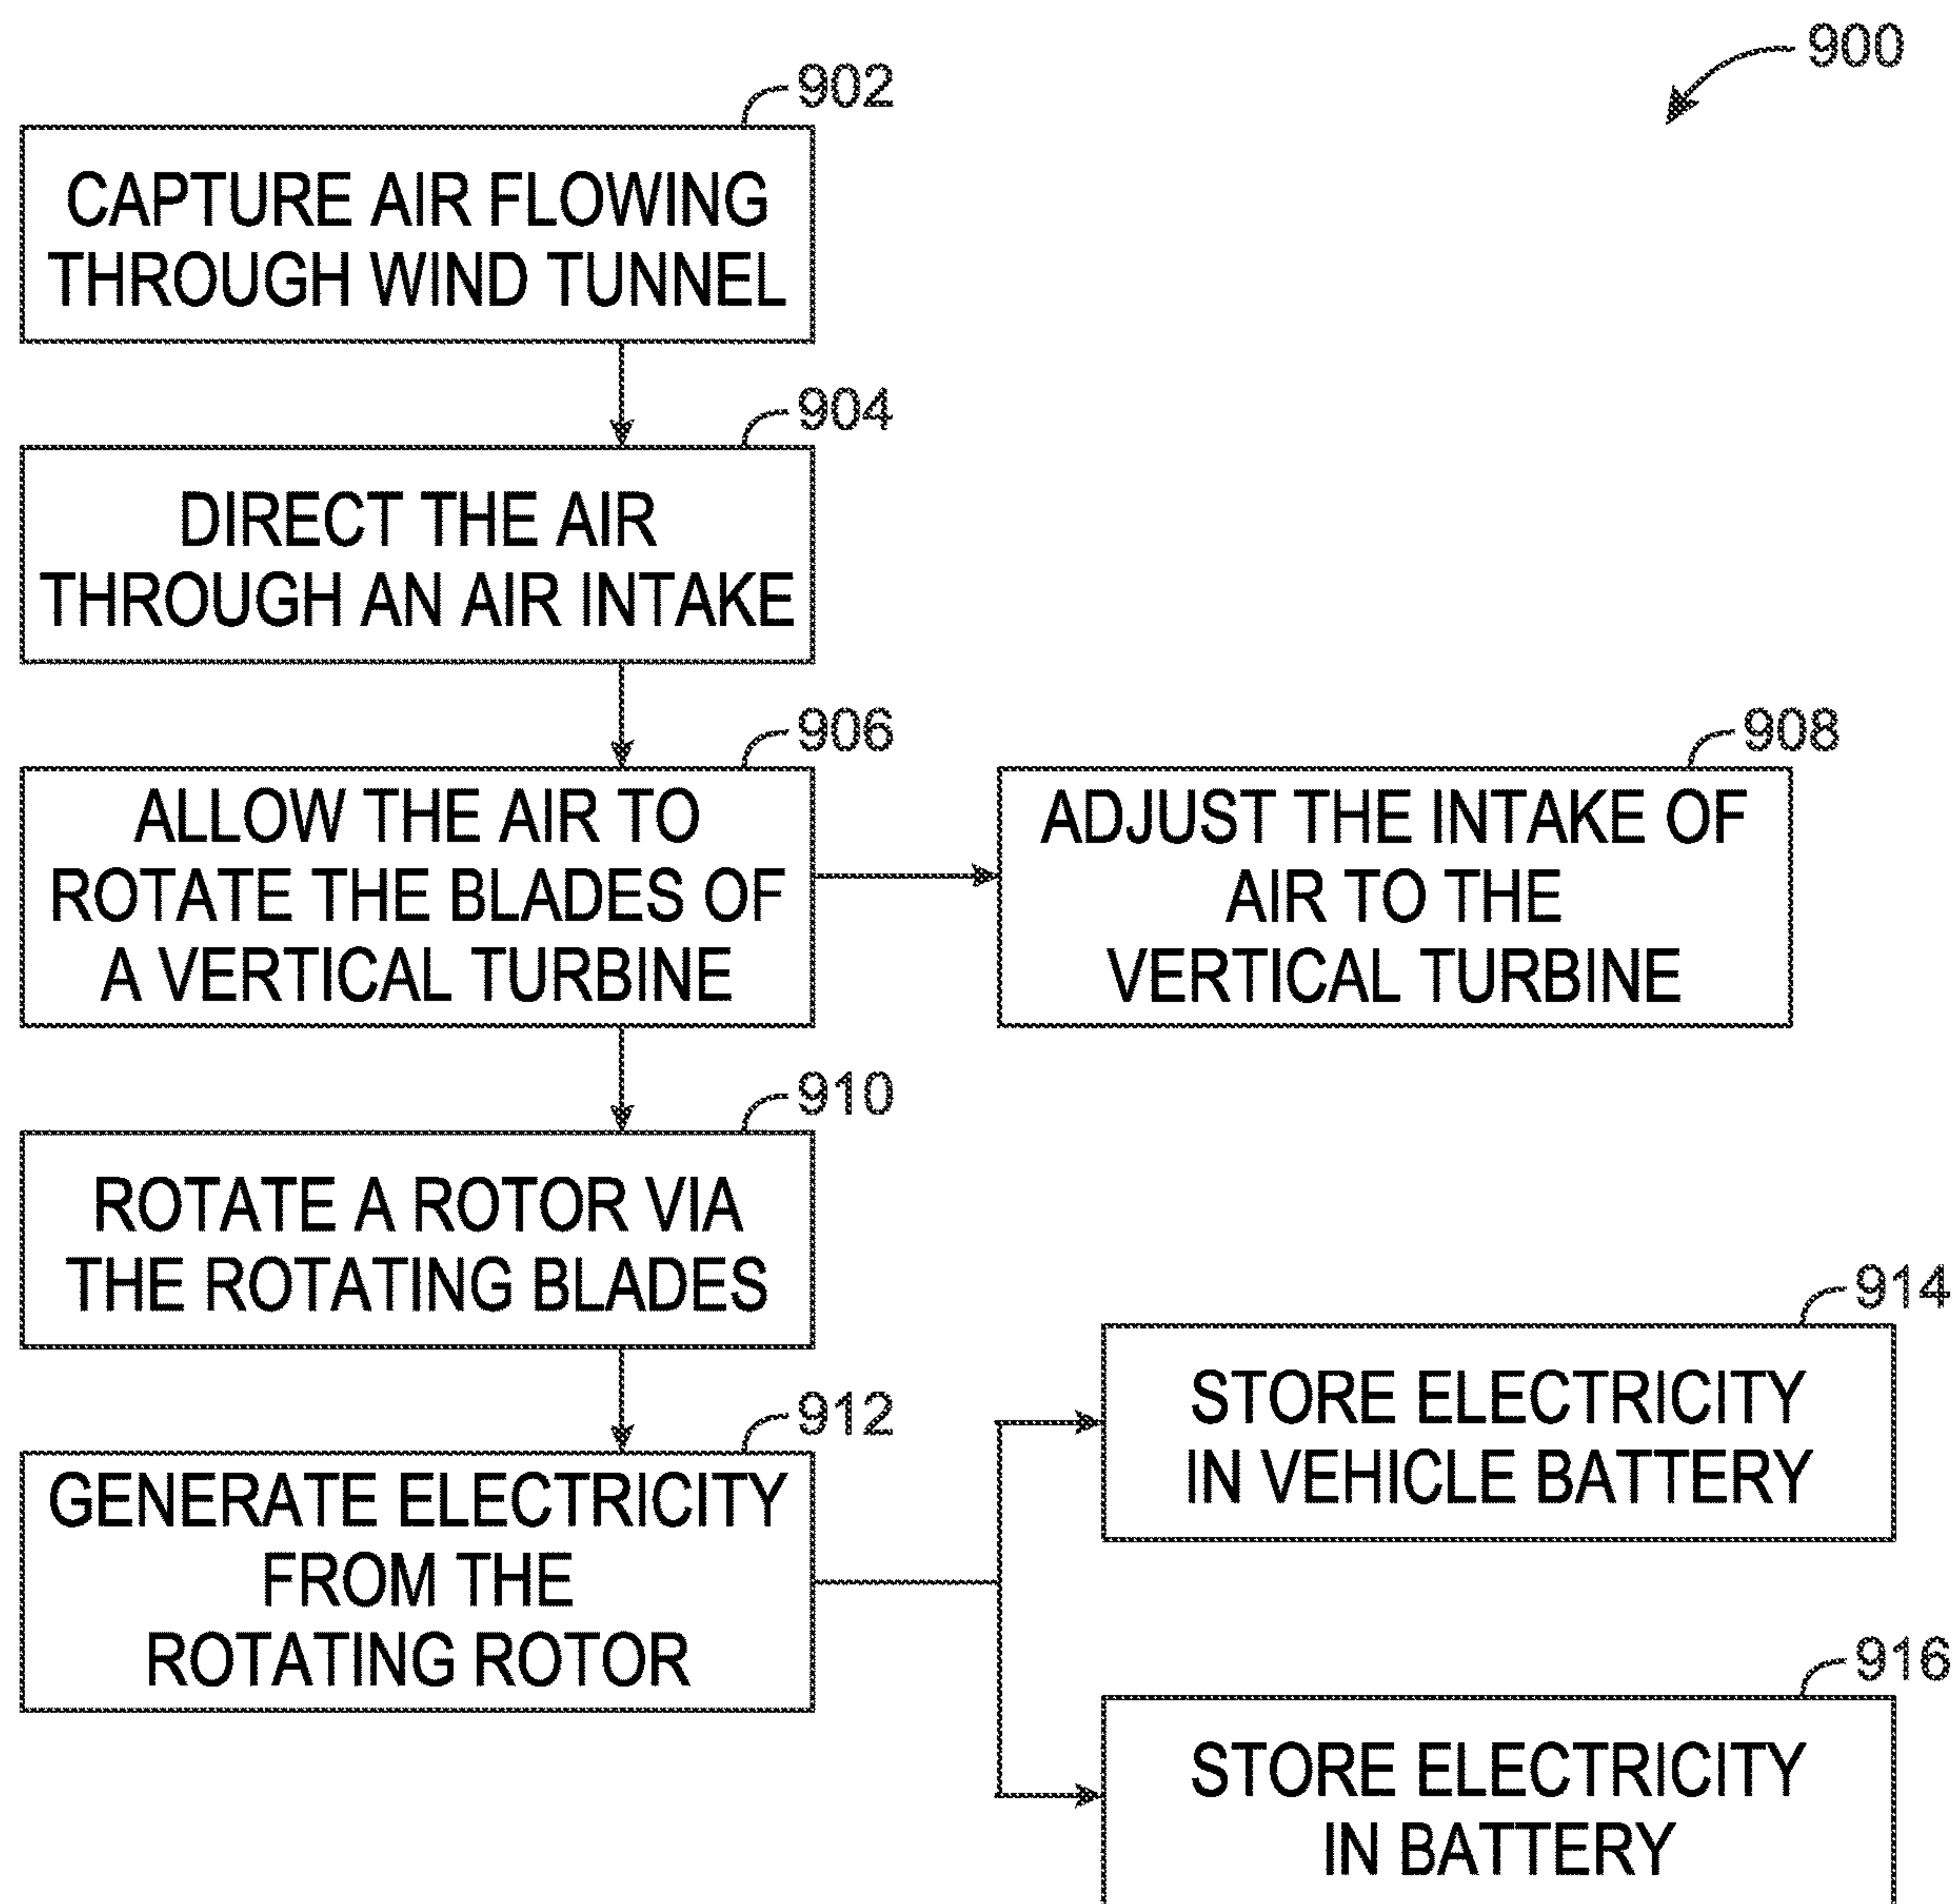 900
902
CAPTURE AIR FLOWING
THROUGH WIND TUNNEL
904
DIRECT THE AIR
THROUGH AN AIR INTAKE
906
ALLOW THE AIR TO
ROTATE THE BLADES OF
A VERTICAL TURBINE
908
ADJUST THE INTAKE OF
AIR TO THE
VERTICAL TURBINE
910
ROTATE A ROTOR VIA
THE ROTATING BLADES
912
GENERATE ELECTRICITY
FROM THE
ROTATING ROTOR
914
STORE ELECTRICITY
IN VEHICLE BATTERY
916
STORE ELECTRICITY
IN BATTERY